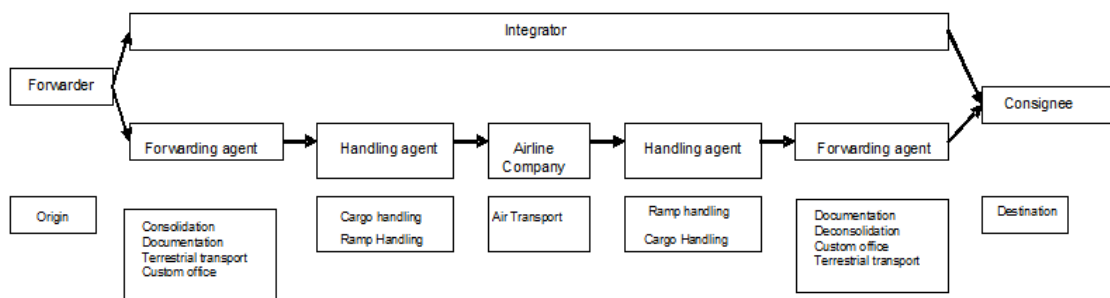 Integrator
Forwarder
Consignee
Forwarding agent
Handling agent
Airline
Company
Handling agent
Forwarding agent
Origin
Consolidation
Documentation
Terrestrial transport
Custom office
Cargo handling
Ramp Handling
Air Transport
Ramp handling
Cargo Handling
Documentation
Deconsolidation
Custom office
Terrestrial transport
Destination